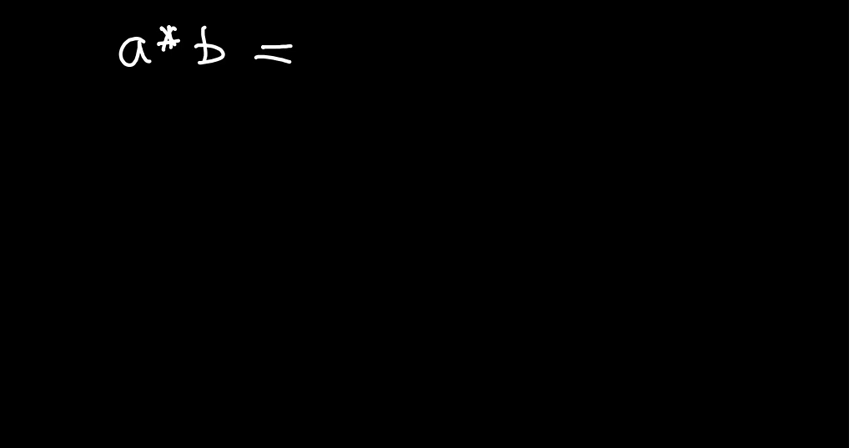 a*b =